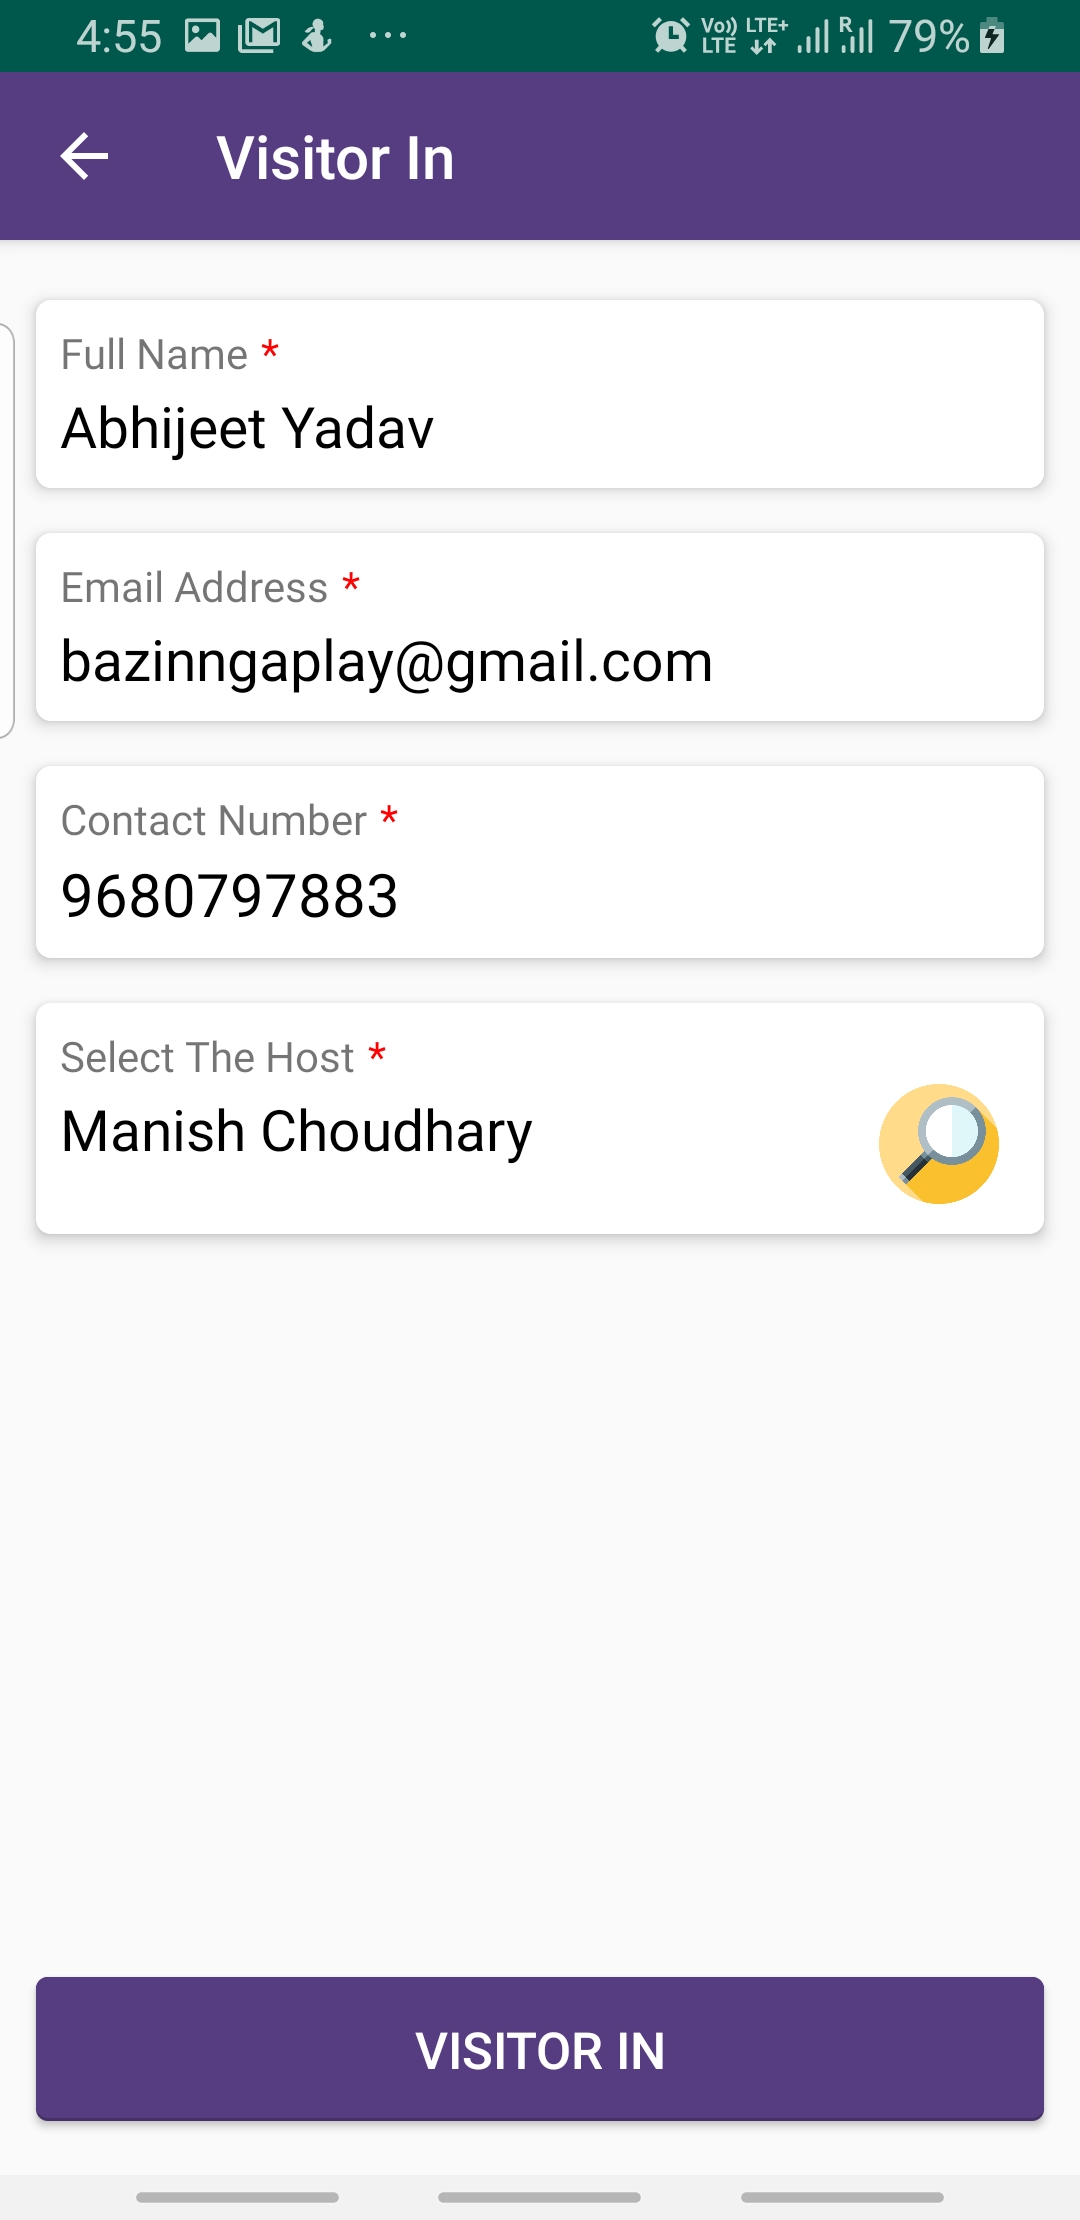 4:55 ... Vo)) LTE LTE+ R 79%
Visitor In
Full Name *
Abhijeet Yadav
Email Address *
bazinngaplay@gmail.com
Contact Number *
9680797883
Select The Host *
Manish Choudhary
VISITOR IN